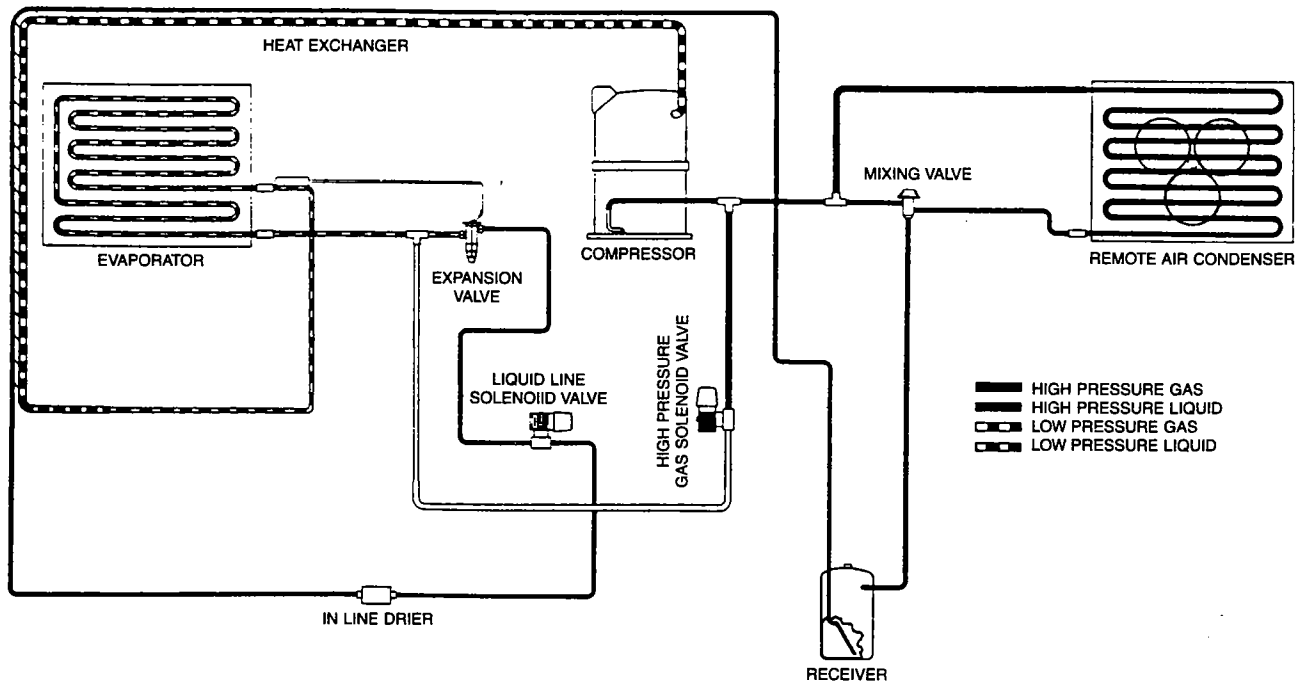 HEAT EXCHANGER
EVAPORATOR
EXPANSION
VALVE
COMPRESSOR
MIXING VALVE
REMOTE AIR CONDENSER
LIQUID LINE
SOLENOIID VALVE
HIGH PRESSURE
GAS SOLENOID VALVE
HIGH PRESSURE GAS
HIGH PRESSURE LIQUID
LOW PRESSURE GAS
LOW PRESSURE LIQUID
IN LINE DRIER
RECEIVER